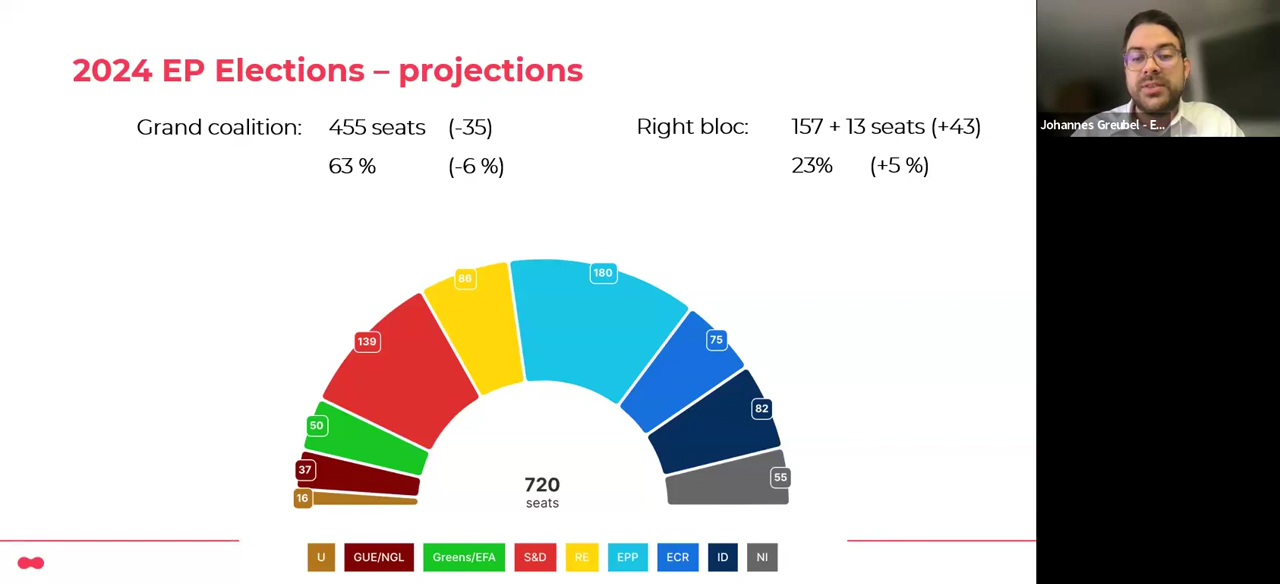 2024 EP Elections – projections
Grand coalition: 455 seats (-35)
63 % (-6 %)
Right bloc: 157 + 13 seats (+43)
23% (+5 %)
Johannes Greubel - E...
86
180
139
75
50
82
37
55
16
720
seats
U GUE/NGL Greens/EFA S&D RE EPP ECR ID NI